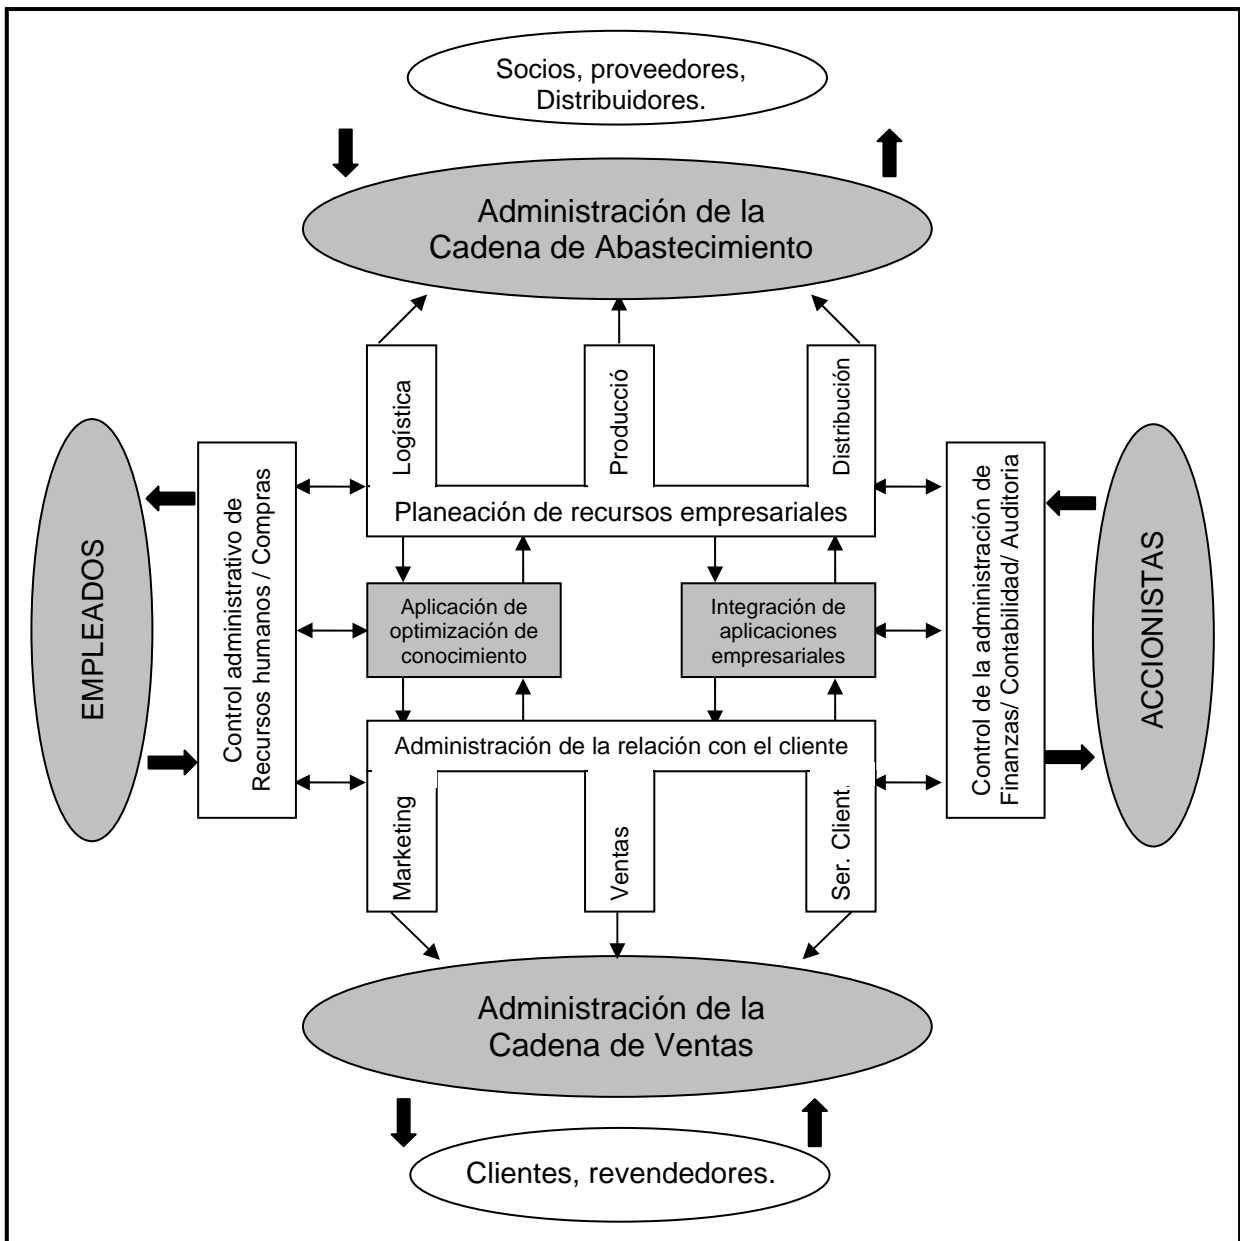 Socios, proveedores,
Distribuidores.
Administración de la
Cadena de Abastecimiento
Logística
Producció
Distribución
Planeación de recursos empresariales
EMPLEADOS
Control administrativo de
Recursos humanos / Compras
Aplicación de
optimización de
conocimiento
Integración de
aplicaciones
empresariales
Control de la administración de
Finanzas/ Contabilidad/ Auditoria
ACCIONISTAS
Administración de la relación con el cliente
Marketing
Ventas
Ser. Client.
Administración de la
Cadena de Ventas
Clientes, revendedores.